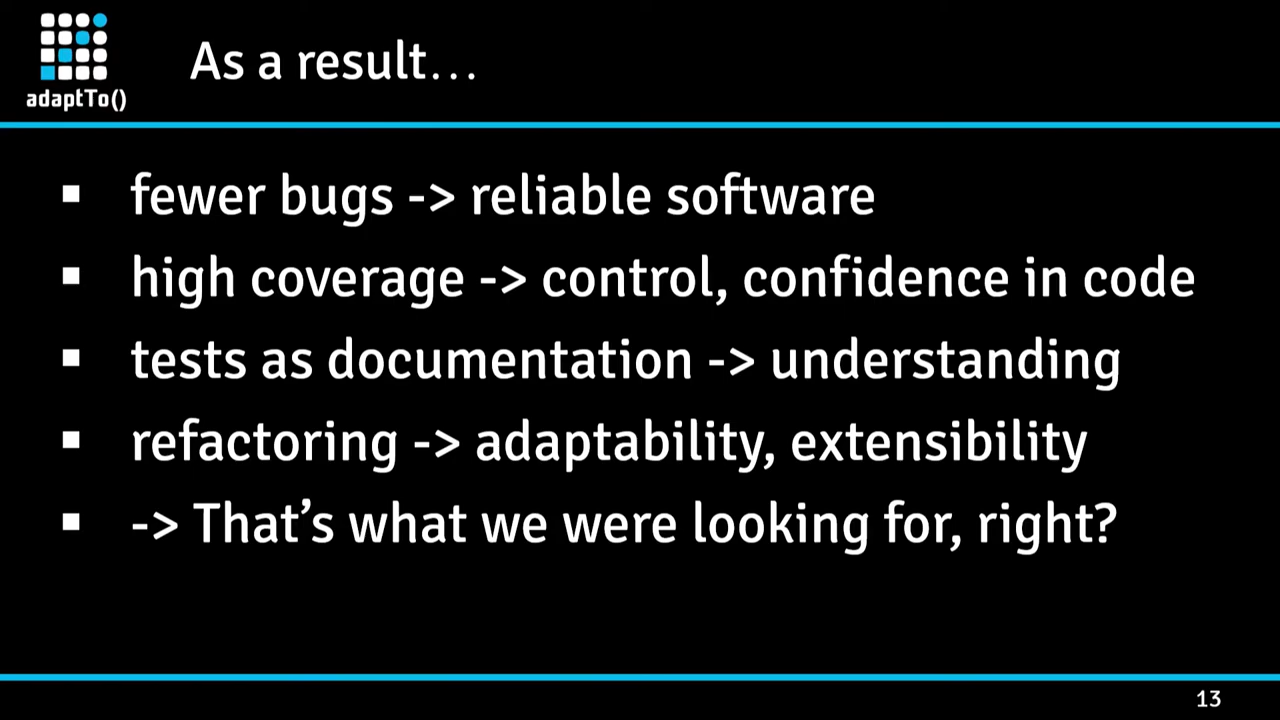 adaptTo()
As a result…
▪ fewer bugs -> reliable software
▪ high coverage -> control, confidence in code
▪ tests as documentation -> understanding
▪ refactoring -> adaptability, extensibility
▪ -> That’s what we were looking for, right?
13